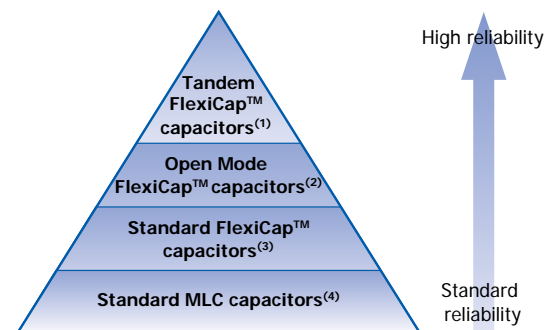 High reliability
Tandem
FlexiCap™
capacitors(1)
Open Mode
FlexiCap™ capacitors(2)
Standard FlexiCap™
capacitors(3)
Standard MLC capacitors(4)
Standard
reliability